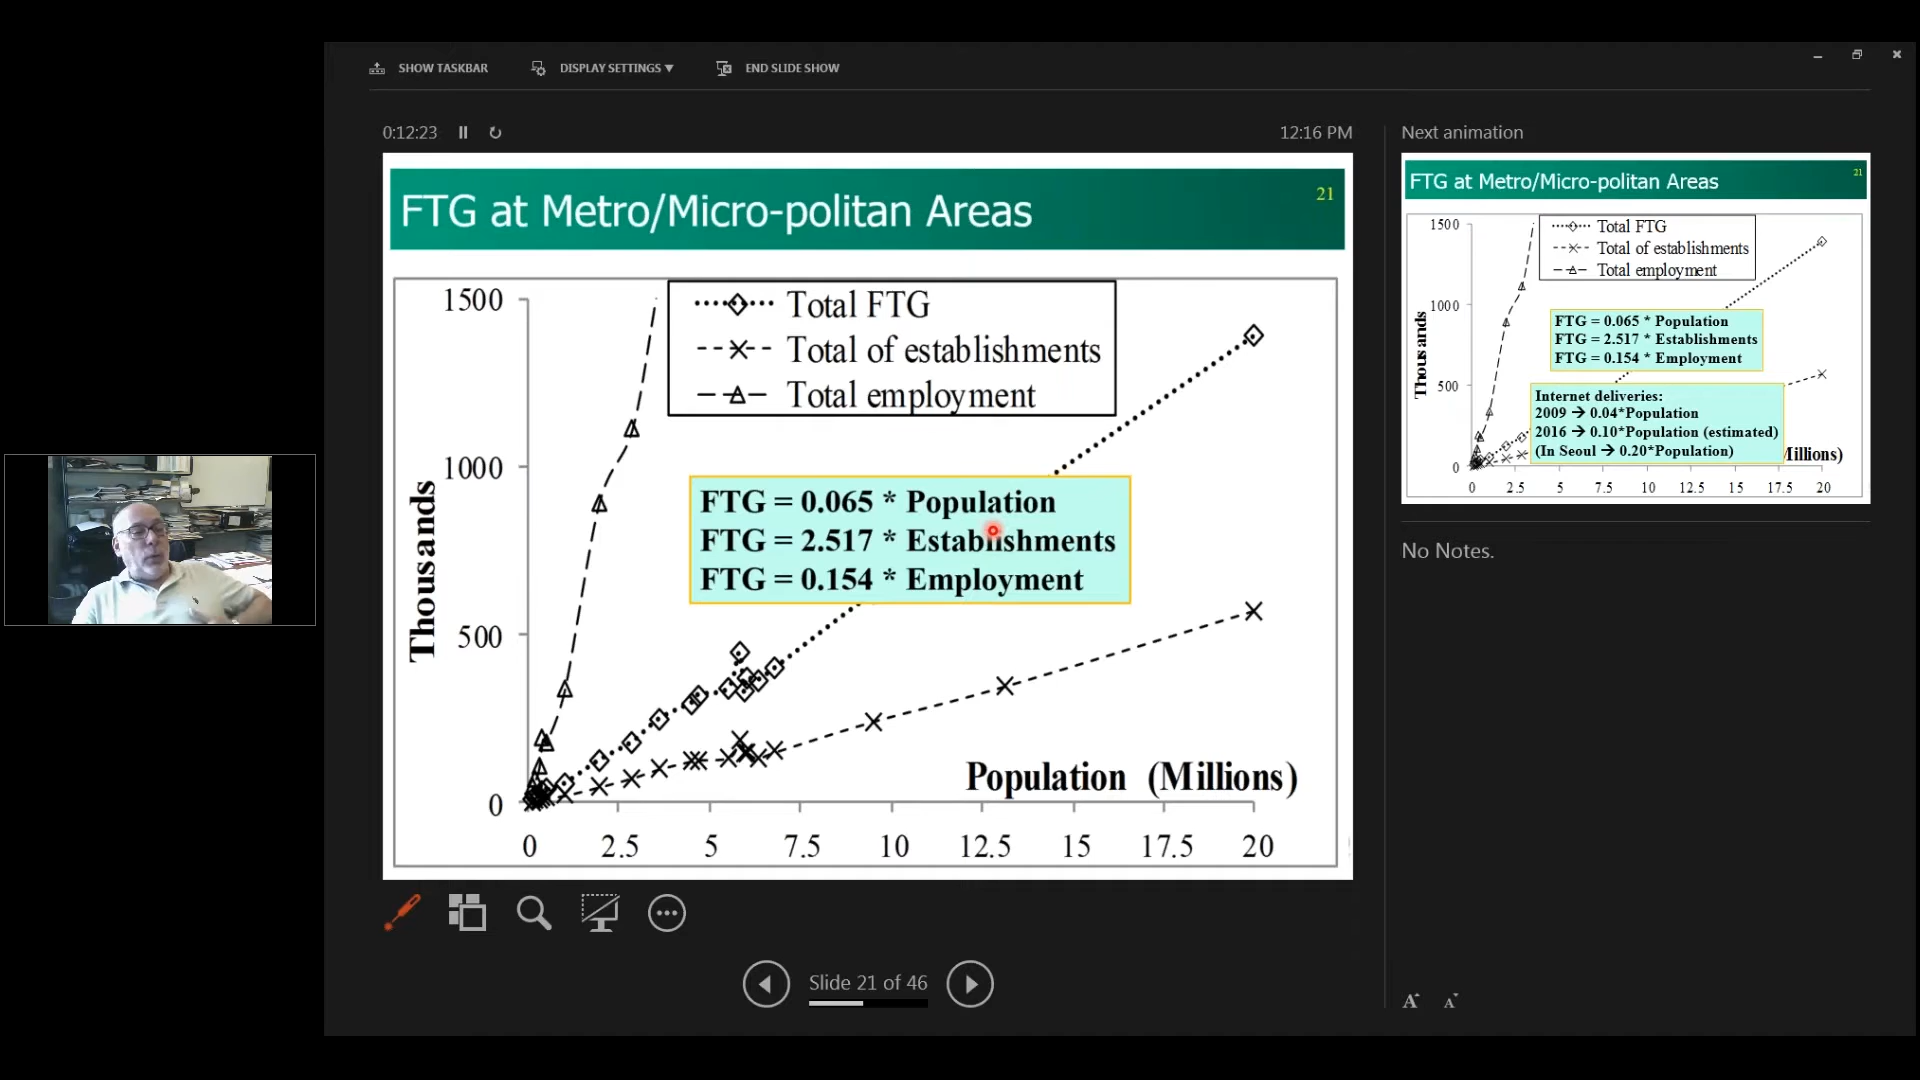 SHOW TASKBAR
DISPLAY SETTINGS ▼
END SLIDE SHOW
0:12:23
12:16 PM
FTG at Metro/Micro-politan Areas
21
1500
1000
500
0
Thousands
Total FTG
Total of establishments
Total employment
FTG = 0.065 * Population
FTG = 2.517 * Establishments
FTG = 0.154 * Employment
Population (Millions)
0 2.5 5 7.5 10 12.5 15 17.5 20
Slide 21 of 46
Next animation
FTG at Metro/Micro-politan Areas
21
1500
1000
500
0
Thousands
Total FTG
Total of establishments
Total employment
FTG = 0.065 * Population
FTG = 2.517 * Establishments
FTG = 0.154 * Employment
Internet deliveries:
2009 → 0.04*Population
2016 → 0.10*Population (estimated)
(In Seoul → 0.20*Population)
Millions)
0 2.5 5 7.5 10 12.5 15 17.5 20
No Notes.
A A